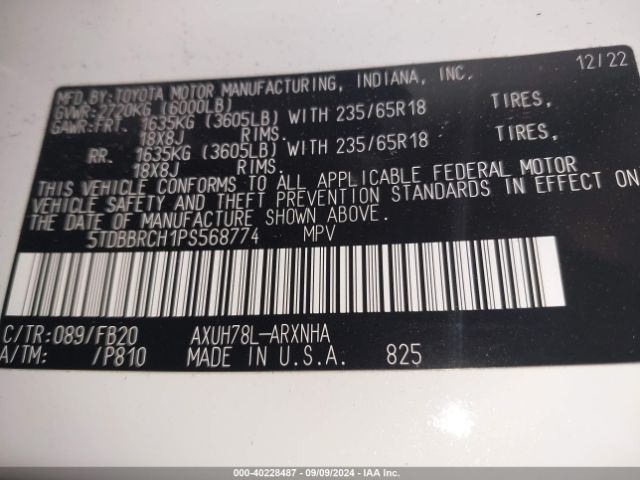 12/22
MFD.BY:TOYOTA MOTOR MANUFACTURING, INDIANA, INC.
GVWR:2720KG (6000LB)
GAWR:FRT. 1635KG (3605LB) WITH 235/65R18 TIRES,
18X8J RIMS.
RR. 1635KG (3605LB) WITH 235/65R18 TIRES,
18X8J RIMS.
THIS VEHICLE CONFORMS TO ALL APPLICABLE FEDERAL MOTOR
VEHICLE SAFETY AND THEFT PREVENTION STANDARDS IN EFFECT ON
THE DATE OF MANUFACTURE SHOWN ABOVE.
5TDBBRCH1PS568774 MPV
C/TR:089/FB20 AXUH78L-ARXNHA
A/TM: /P810 MADE IN U.S.A. 825
000-40228487 - 09/09/2024 - IAA Inc.